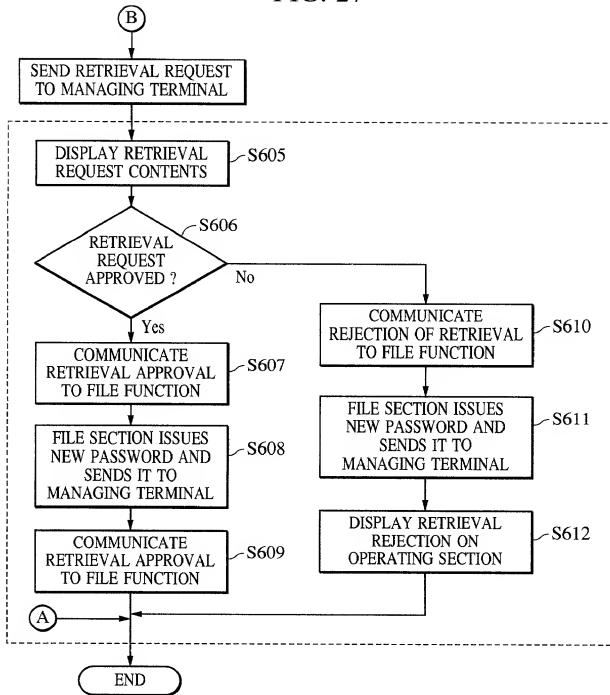 B
SEND RETRIEVAL REQUEST
TO MANAGING TERMINAL
DISPLAY RETRIEVAL
REQUEST CONTENTS
S605
S606
RETRIEVAL
REQUEST
APPROVED ?
No
Yes
COMMUNICATE
RETRIEVAL APPROVAL
TO FILE FUNCTION
S607
FILE SECTION ISSUES
NEW PASSWORD AND
SENDS IT TO
MANAGING TERMINAL
S608
COMMUNICATE
RETRIEVAL APPROVAL
TO FILE FUNCTION
S609
COMMUNICATE
REJECTION OF RETRIEVAL
TO FILE FUNCTION
S610
FILE SECTION ISSUES
NEW PASSWORD AND
SENDS IT TO
MANAGING TERMINAL
S611
DISPLAY RETRIEVAL
REJECTION ON
OPERATING SECTION
S612
A
END